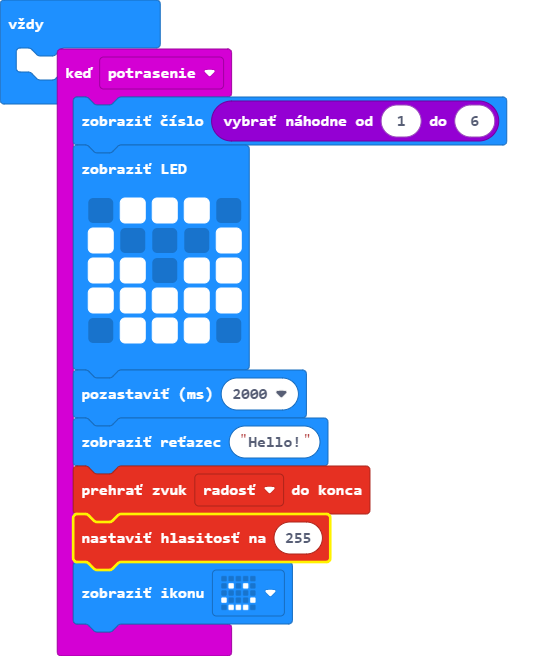 vždy
keď potrasenie
zobraziť číslo vybrať náhodne od 1 do 6
zobraziť LED
pozastaviť (ms) 2000
zobraziť reťazec "Hello!"
prehrať zvuk radosť do konca
nastaviť hlasitosť na 255
zobraziť ikonu